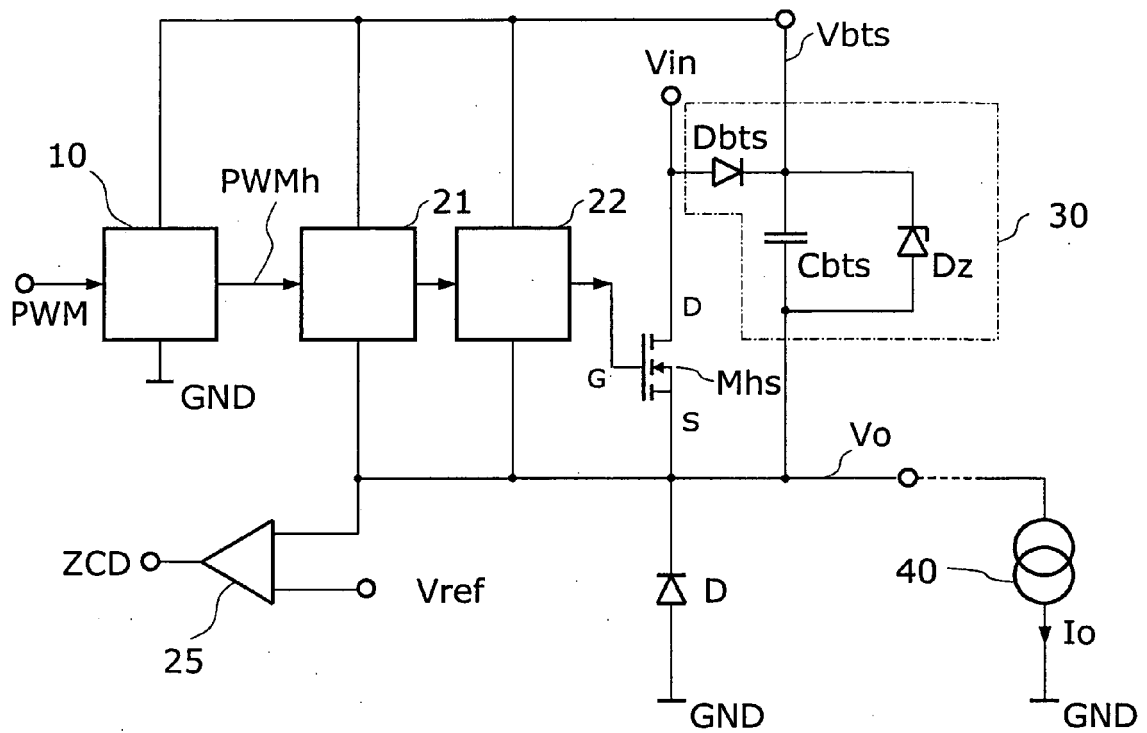 Vbts
Vin
Dbts
10
PWMh
21
22
30
PWM
Cbts
Dz
D
GND
G
Mhs
S
Vo
ZCD
Vref
D
40
25
Io
GND
GND